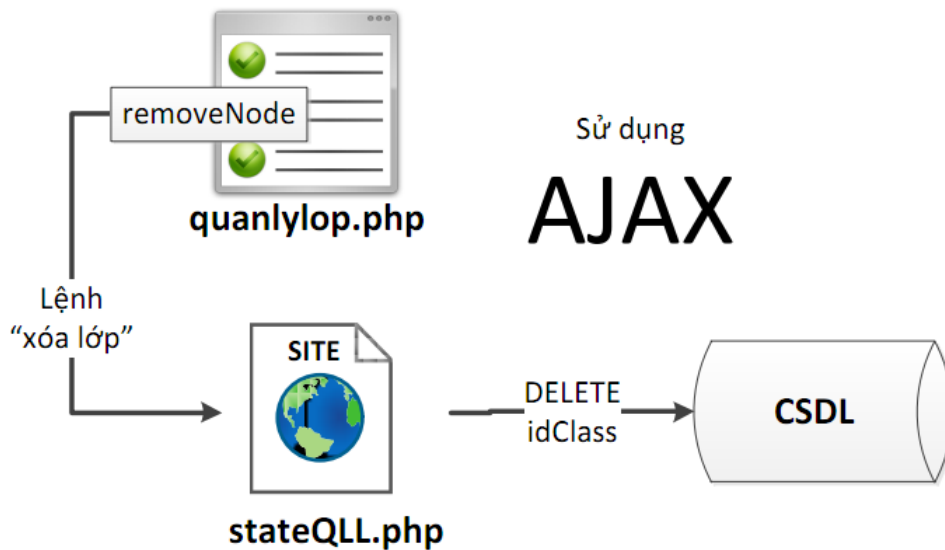 removeNode
quanlylop.php
Sử dụng
AJAX
Lệnh
“xóa lớp”
SITE
stateQLL.php
DELETE
idClass
CSDL